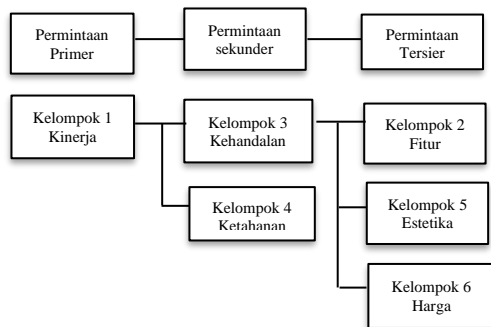 Permintaan
Primer
Permintaan
sekunder
Permintaan
Tersier
Kelompok 1
Kinerja
Kelompok 3
Kehandalan
Kelompok 2
Fitur
Kelompok 4
Ketahanan
Kelompok 5
Estetika
Kelompok 6
Harga